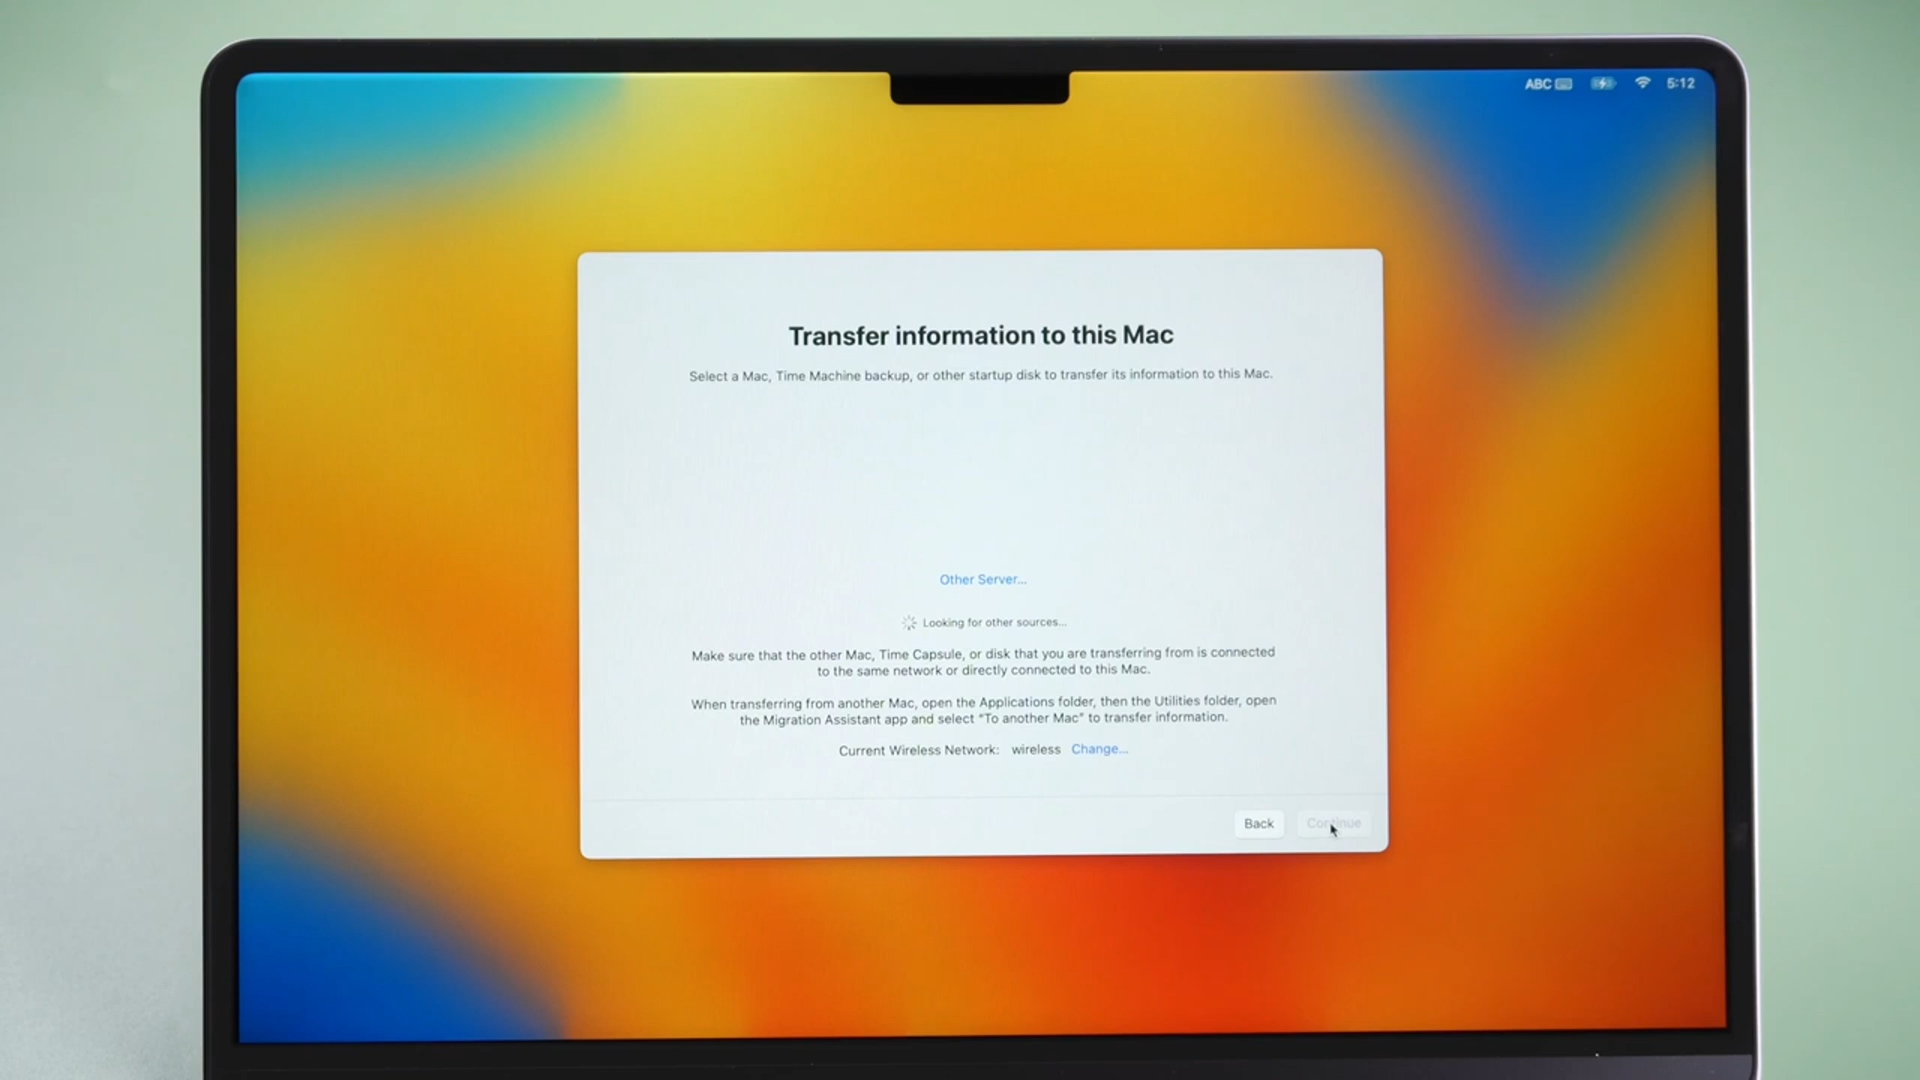 ABC 5:12
Transfer information to this Mac
Select a Mac, Time Machine backup, or other startup disk to transfer its information to this Mac.
Other Server...
Looking for other sources...
Make sure that the other Mac, Time Capsule, or disk that you are transferring from is connected
to the same network or directly connected to this Mac.
When transferring from another Mac, open the Applications folder, then the Utilities folder, open
the Migration Assistant app and select “To another Mac” to transfer information.
Current Wireless Network: wireless Change...
Back Continue